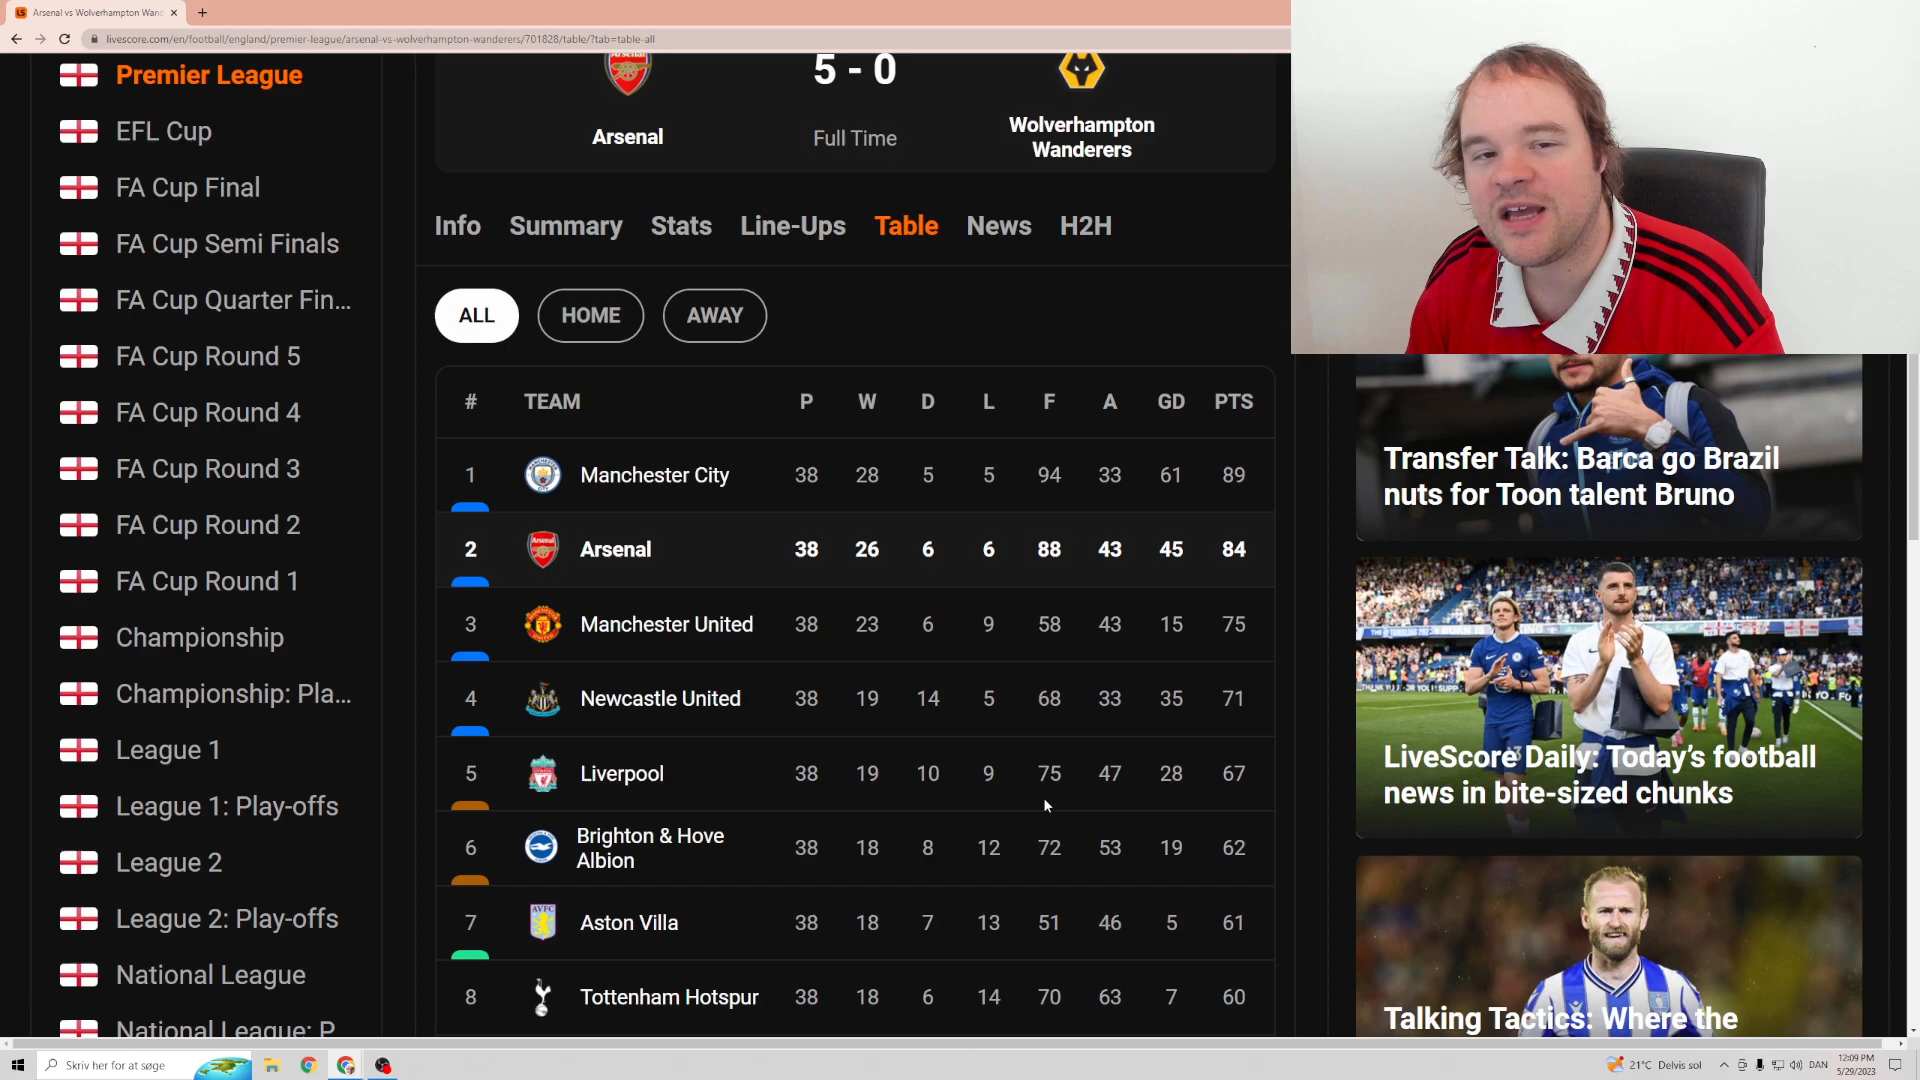 Arsenal vs Wolverhampton Wan
livescore.com/en/football/england/premier-league/arsenal-vs-wolverhampton-wanderers/701828/table/?tab=table-all
Premier League
EFL Cup
FA Cup Final
FA Cup Semi Finals
FA Cup Quarter Fin...
FA Cup Round 5
FA Cup Round 4
FA Cup Round 3
FA Cup Round 2
FA Cup Round 1
Championship
Championship: Pla...
League 1
League 1: Play-offs
League 2
League 2: Play-offs
National League
National League: P
Arsenal
5 - 0
Full Time
Wolverhampton
Wanderers
Info Summary Stats Line-Ups Table News H2H
ALL HOME AWAY
# TEAM P W D L F A GD PTS
1 Manchester City 38 28 5 5 94 33 61 89
2 Arsenal 38 26 6 6 88 43 45 84
3 Manchester United 38 23 6 9 58 43 15 75
4 Newcastle United 38 19 14 5 68 33 35 71
5 Liverpool 38 19 10 9 75 47 28 67
6 Brighton & Hove
Albion 38 18 8 12 72 53 19 62
7 Aston Villa 38 18 7 13 51 46 5 61
8 Tottenham Hotspur 38 18 6 14 70 63 7 60
Transfer Talk: Barca go Brazil
nuts for Toon talent Bruno
LiveScore Daily: Today's football
news in bite-sized chunks
Talking Tactics: Where the
Skriv her for at søge
21°C Delvis sol
DAN
12:09 PM
5/29/2023